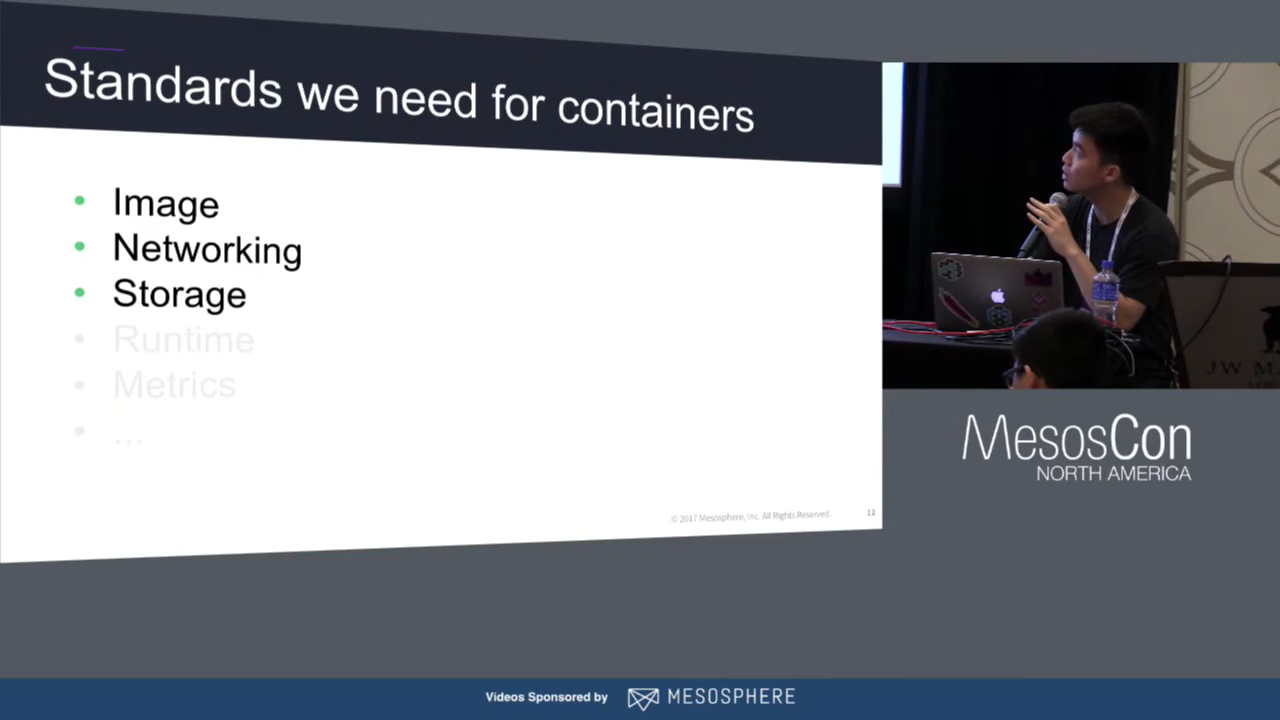 Standards we need for containers
• Image
• Networking
• Storage
• Runtime
• Metrics
• ...
© 2017 Mesosphere, Inc. All Rights Reserved.
12
JW M
MesosCon
NORTH AMERICA
Videos Sponsored by MESOSPHERE